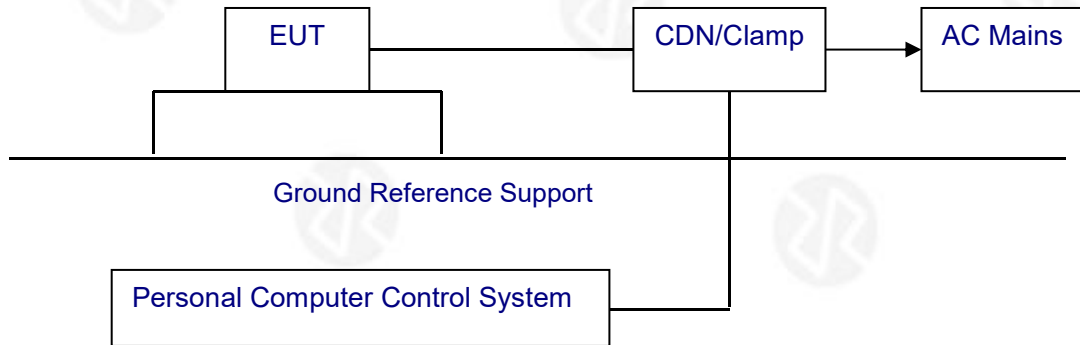 EUT
CDN/Clamp
AC Mains
Ground Reference Support
Personal Computer Control System